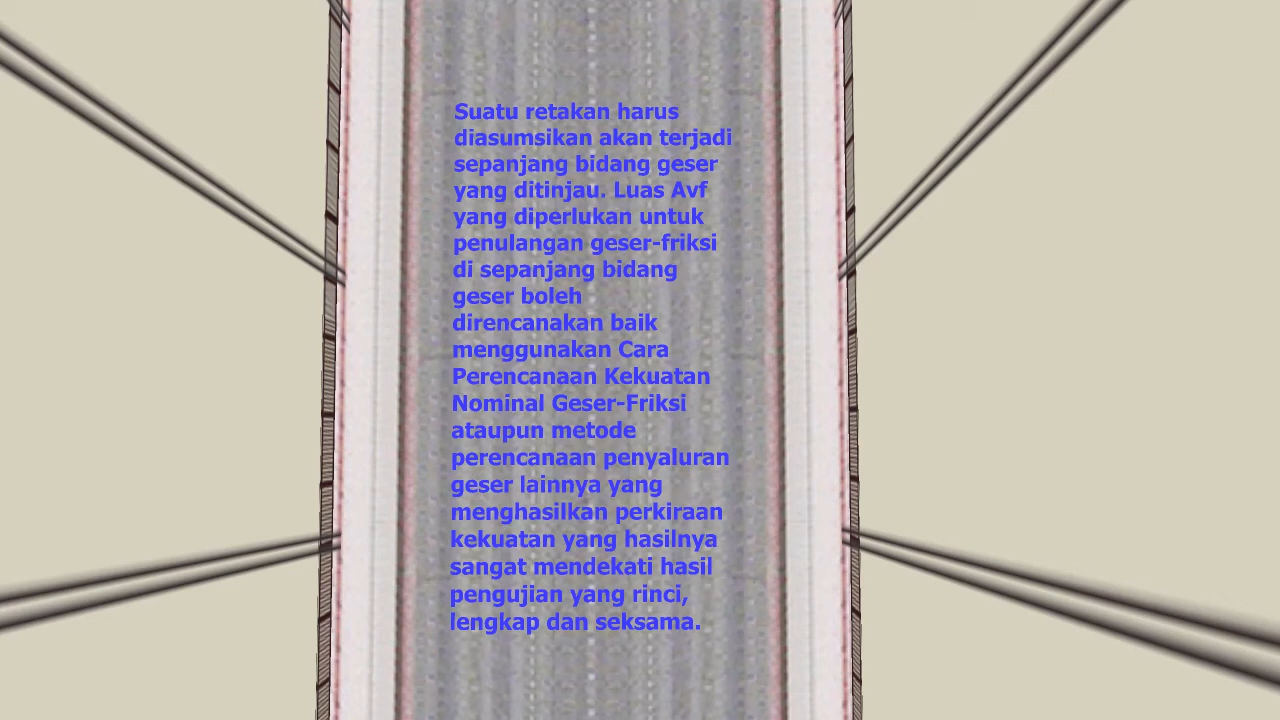 Suatu retakan harus
diasumsikan akan terjadi
sepanjang bidang geser
yang ditinjau. Luas Avf
yang diperlukan untuk
penulangan geser-friksi
di sepanjang bidang
geser boleh
direncanakan baik
menggunakan Cara
Perencanaan Kekuatan
Nominal Geser-Friksi
ataupun metode
perencanaan penyaluran
geser lainnya yang
menghasilkan perkiraan
kekuatan yang hasilnya
sangat mendekati hasil
pengujian yang rinci,
lengkap dan seksama.